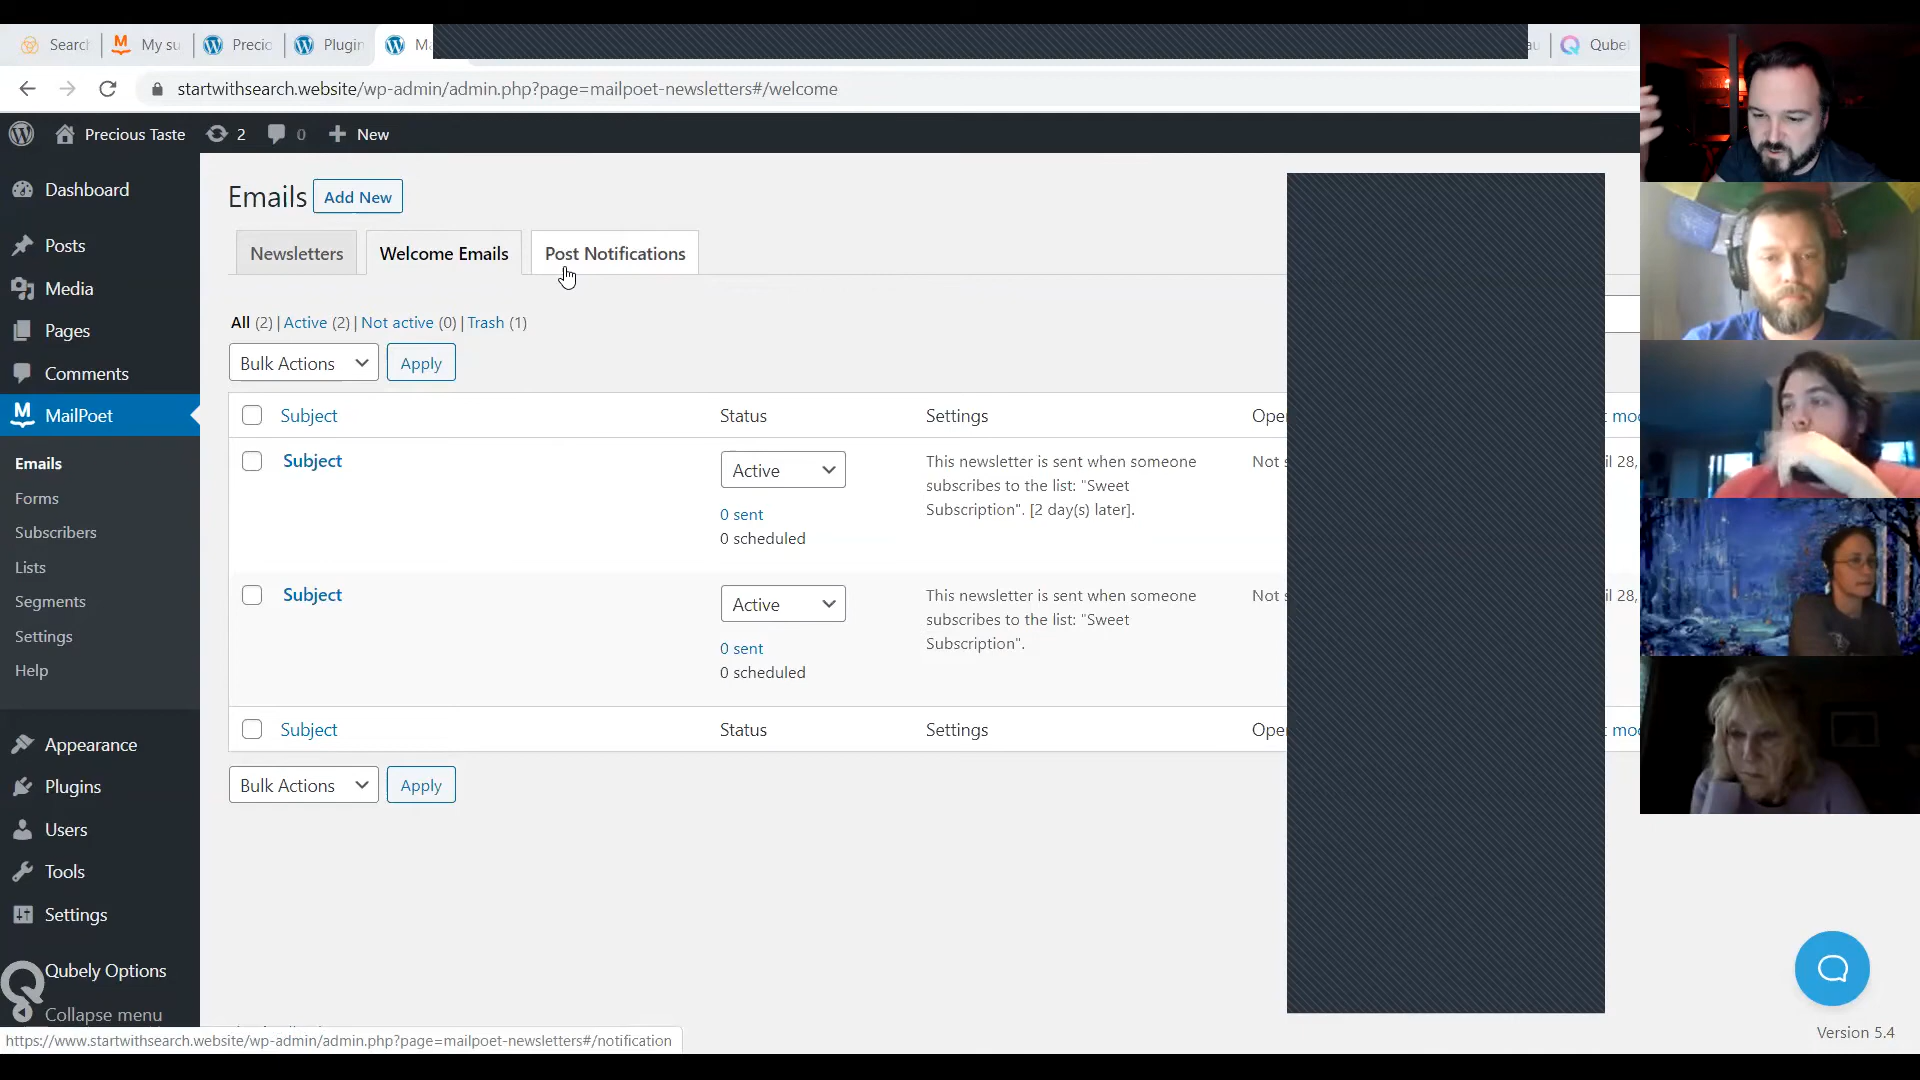 Search
My su
Precio
Plugin
Ma
au
Qube
startwithsearch.website/wp-admin/admin.php?page=mailpoet-newsletters#/welcome
Precious Taste
2
0
New
Dashboard
Posts
Media
Pages
Comments
MailPoet
Emails
Forms
Subscribers
Lists
Segments
Settings
Help
Appearance
Plugins
Users
Tools
Settings
Qubely Options
Collapse menu
Emails
Add New
Newsletters
Welcome Emails
Post Notifications
All (2) | Active (2) | Not active (0) | Trash (1)
Bulk Actions
Apply
Subject Status Settings Ope
Subject
Active
0 sent
0 scheduled
This newsletter is sent when someone
subscribes to the list: "Sweet
Subscription". [2 day(s) later].
Not s
il 28,
Subject
Active
0 sent
0 scheduled
This newsletter is sent when someone
subscribes to the list: "Sweet
Subscription".
Not s
il 28,
Subject Status Settings Ope
Bulk Actions
Apply
https://www.startwithsearch.website/wp-admin/admin.php?page=mailpoet-newsletters#/notification
Version 5.4